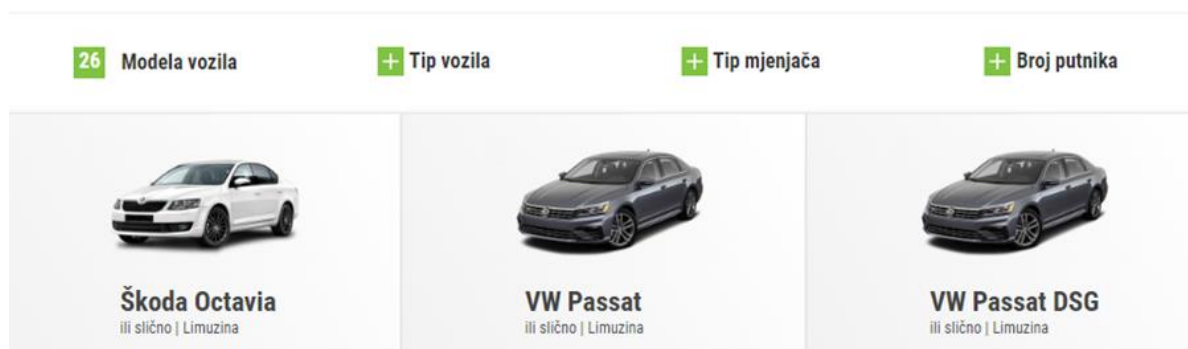 26 Modela vozila
+ Tip vozila
+ Tip mjenjača
+ Broj putnika
Škoda Octavia
ili slično | Limuzina
VW Passat
ili slično | Limuzina
VW Passat DSG
ili slično | Limuzina